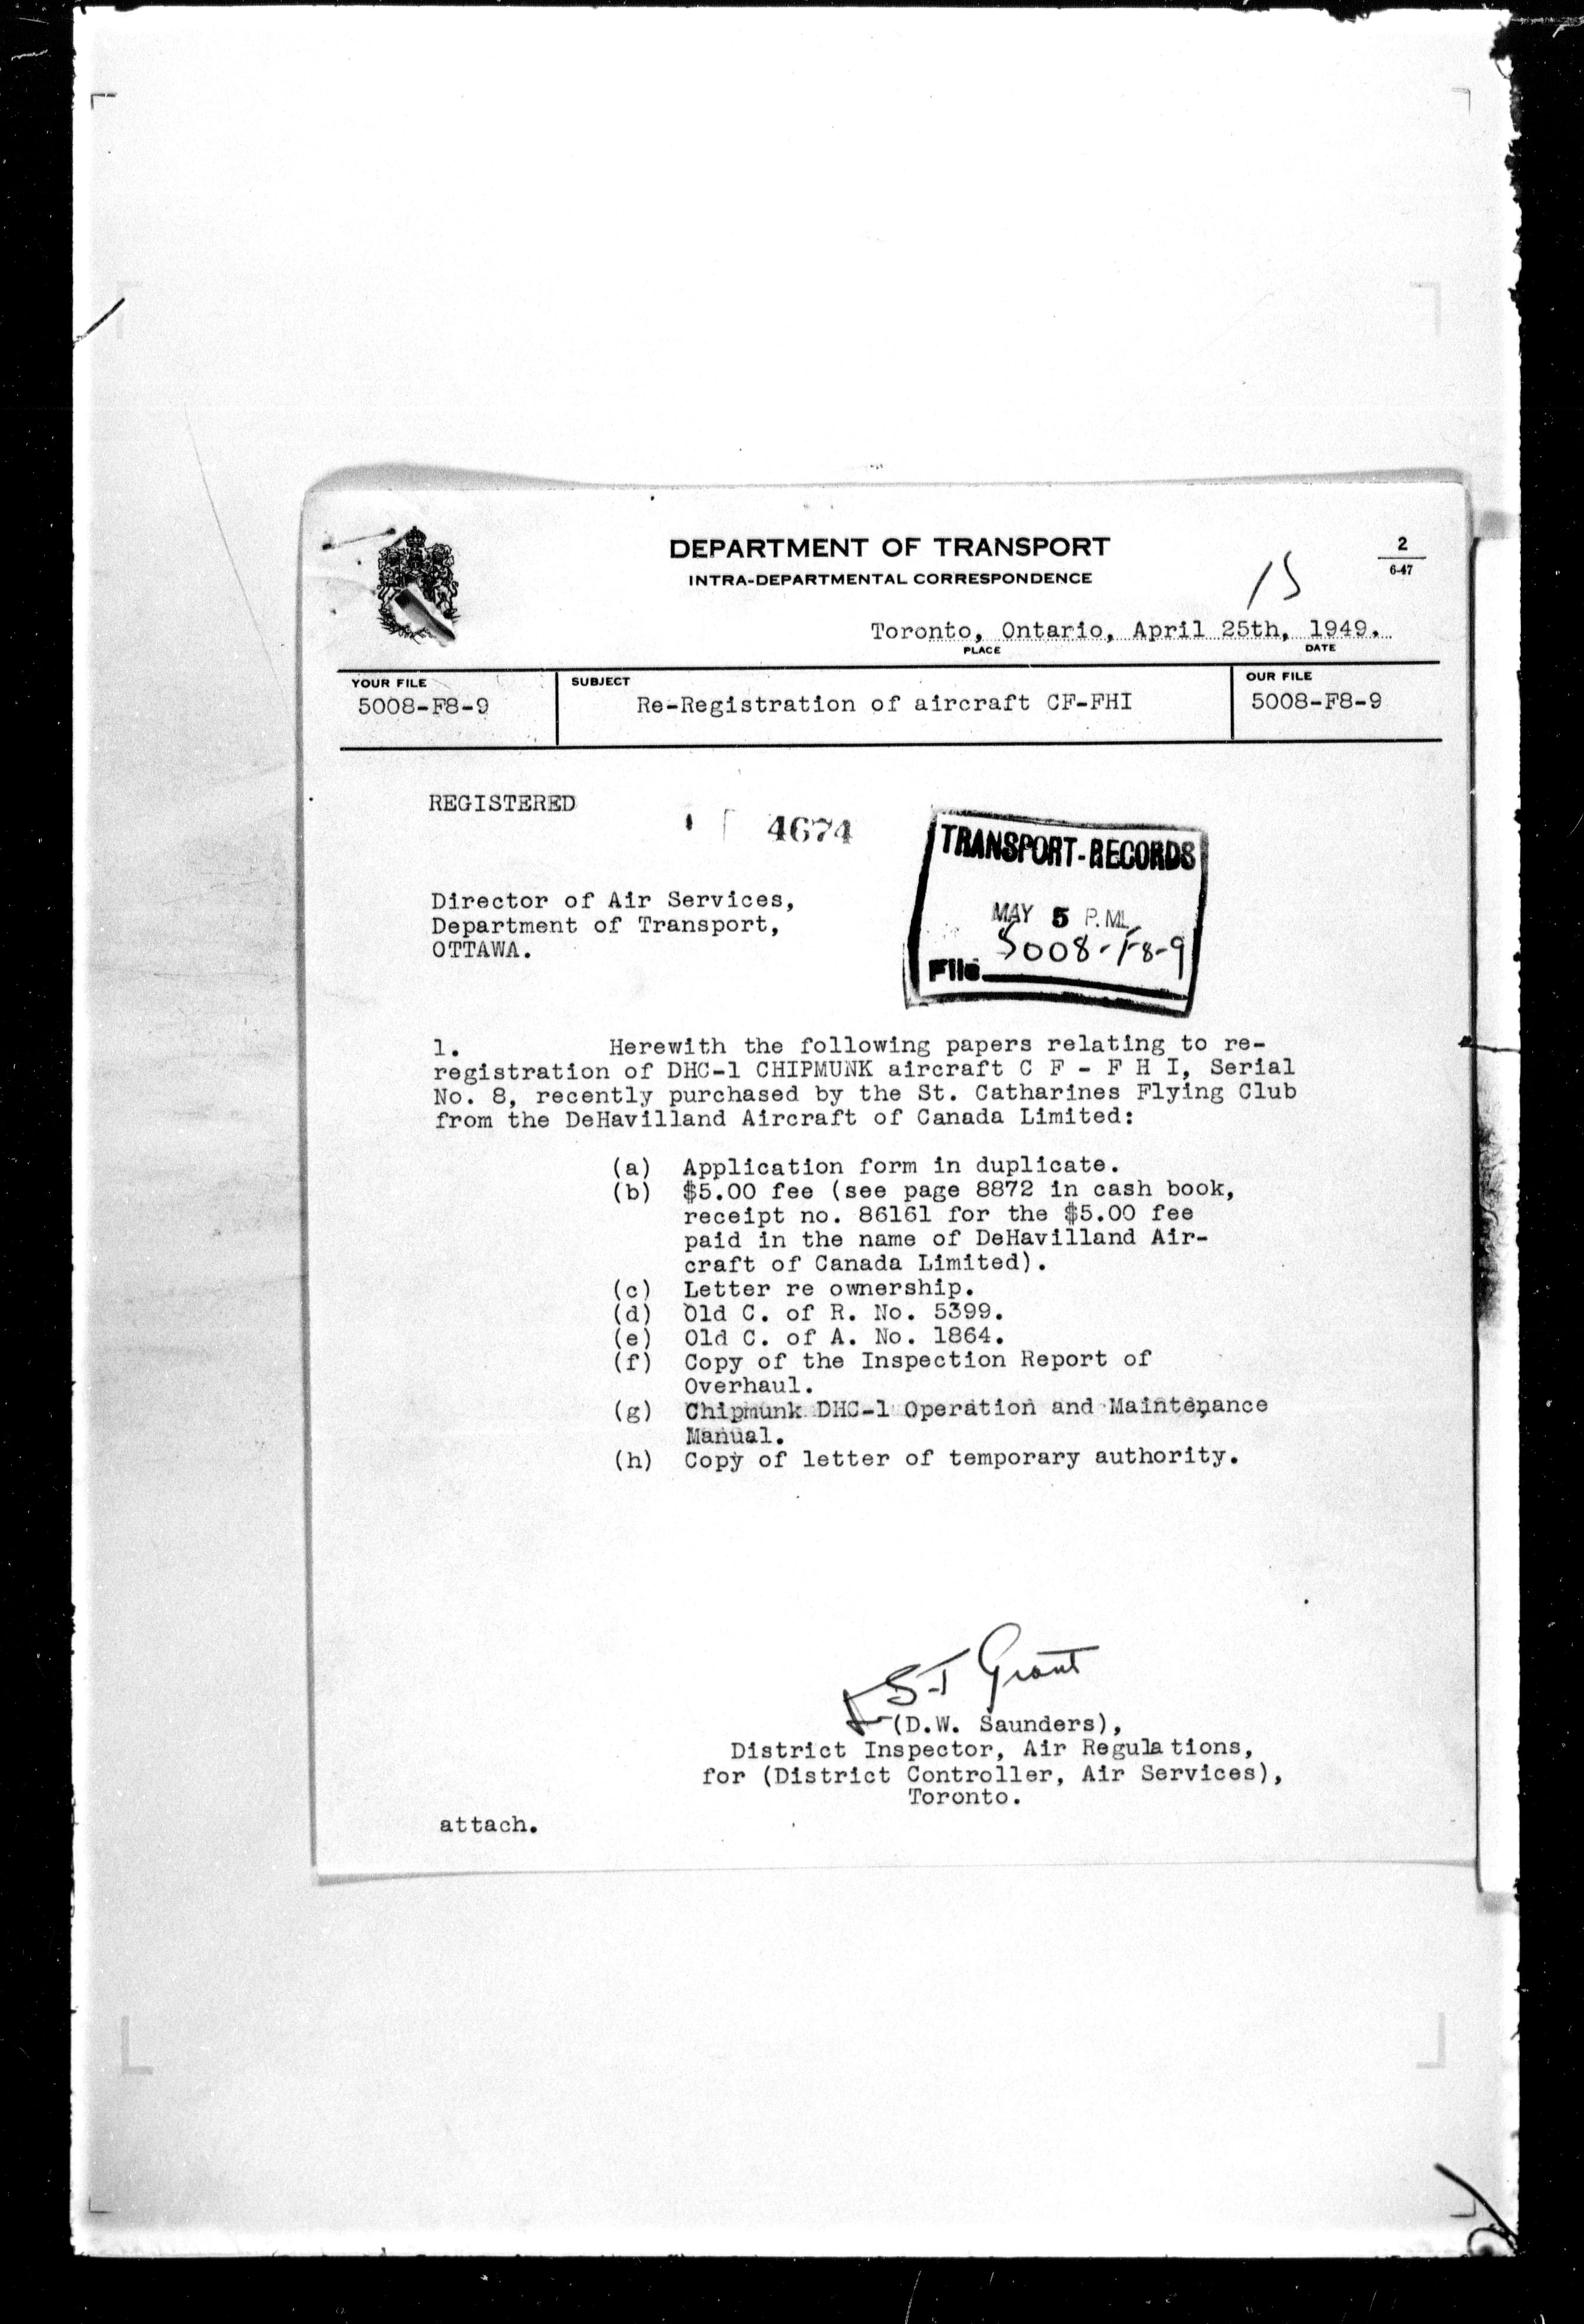 DEPARTMENT OF TRANSPORT
2
6-47
INTRA-DEPARTMENTAL CORRESPONDENCE
15
Toronto, Ontario, April 25th, 1949.
PLACE
DATE
YOUR FILE
5008-F8-9
SUBJECT
Re-Registration of aircraft CF-FHI
OUR FILE
5008-F8-9
REGISTERED
4674
TRANSPORT-RECORDS
MAY 5 P.M.
5008-F8-9
File
Director of Air Services,
Department of Transport,
OTTAWA.
1. Herewith the following papers relating to re-
registration of DHC-1 CHIPMUNK aircraft C F - F H I, Serial
No. 8, recently purchased by the St. Catharines Flying Club
from the DeHavilland Aircraft of Canada Limited:
(a) Application form in duplicate.
(b) $5.00 fee (see page 8872 in cash book,
receipt no. 86161 for the $5.00 fee
paid in the name of DeHavilland Air-
craft of Canada Limited).
(c) Letter re ownership.
(d) Old C. of R. No. 5399.
(e) Old C. of A. No. 1864.
(f) Copy of the Inspection Report of
Overhaul.
(g) Chipmunk DHC-1 Operation and Maintenance
Manual.
(h) Copy of letter of temporary authority.
S J Grant
(D.W. Saunders),
District Inspector, Air Regulations,
for (District Controller, Air Services),
Toronto.
attach.